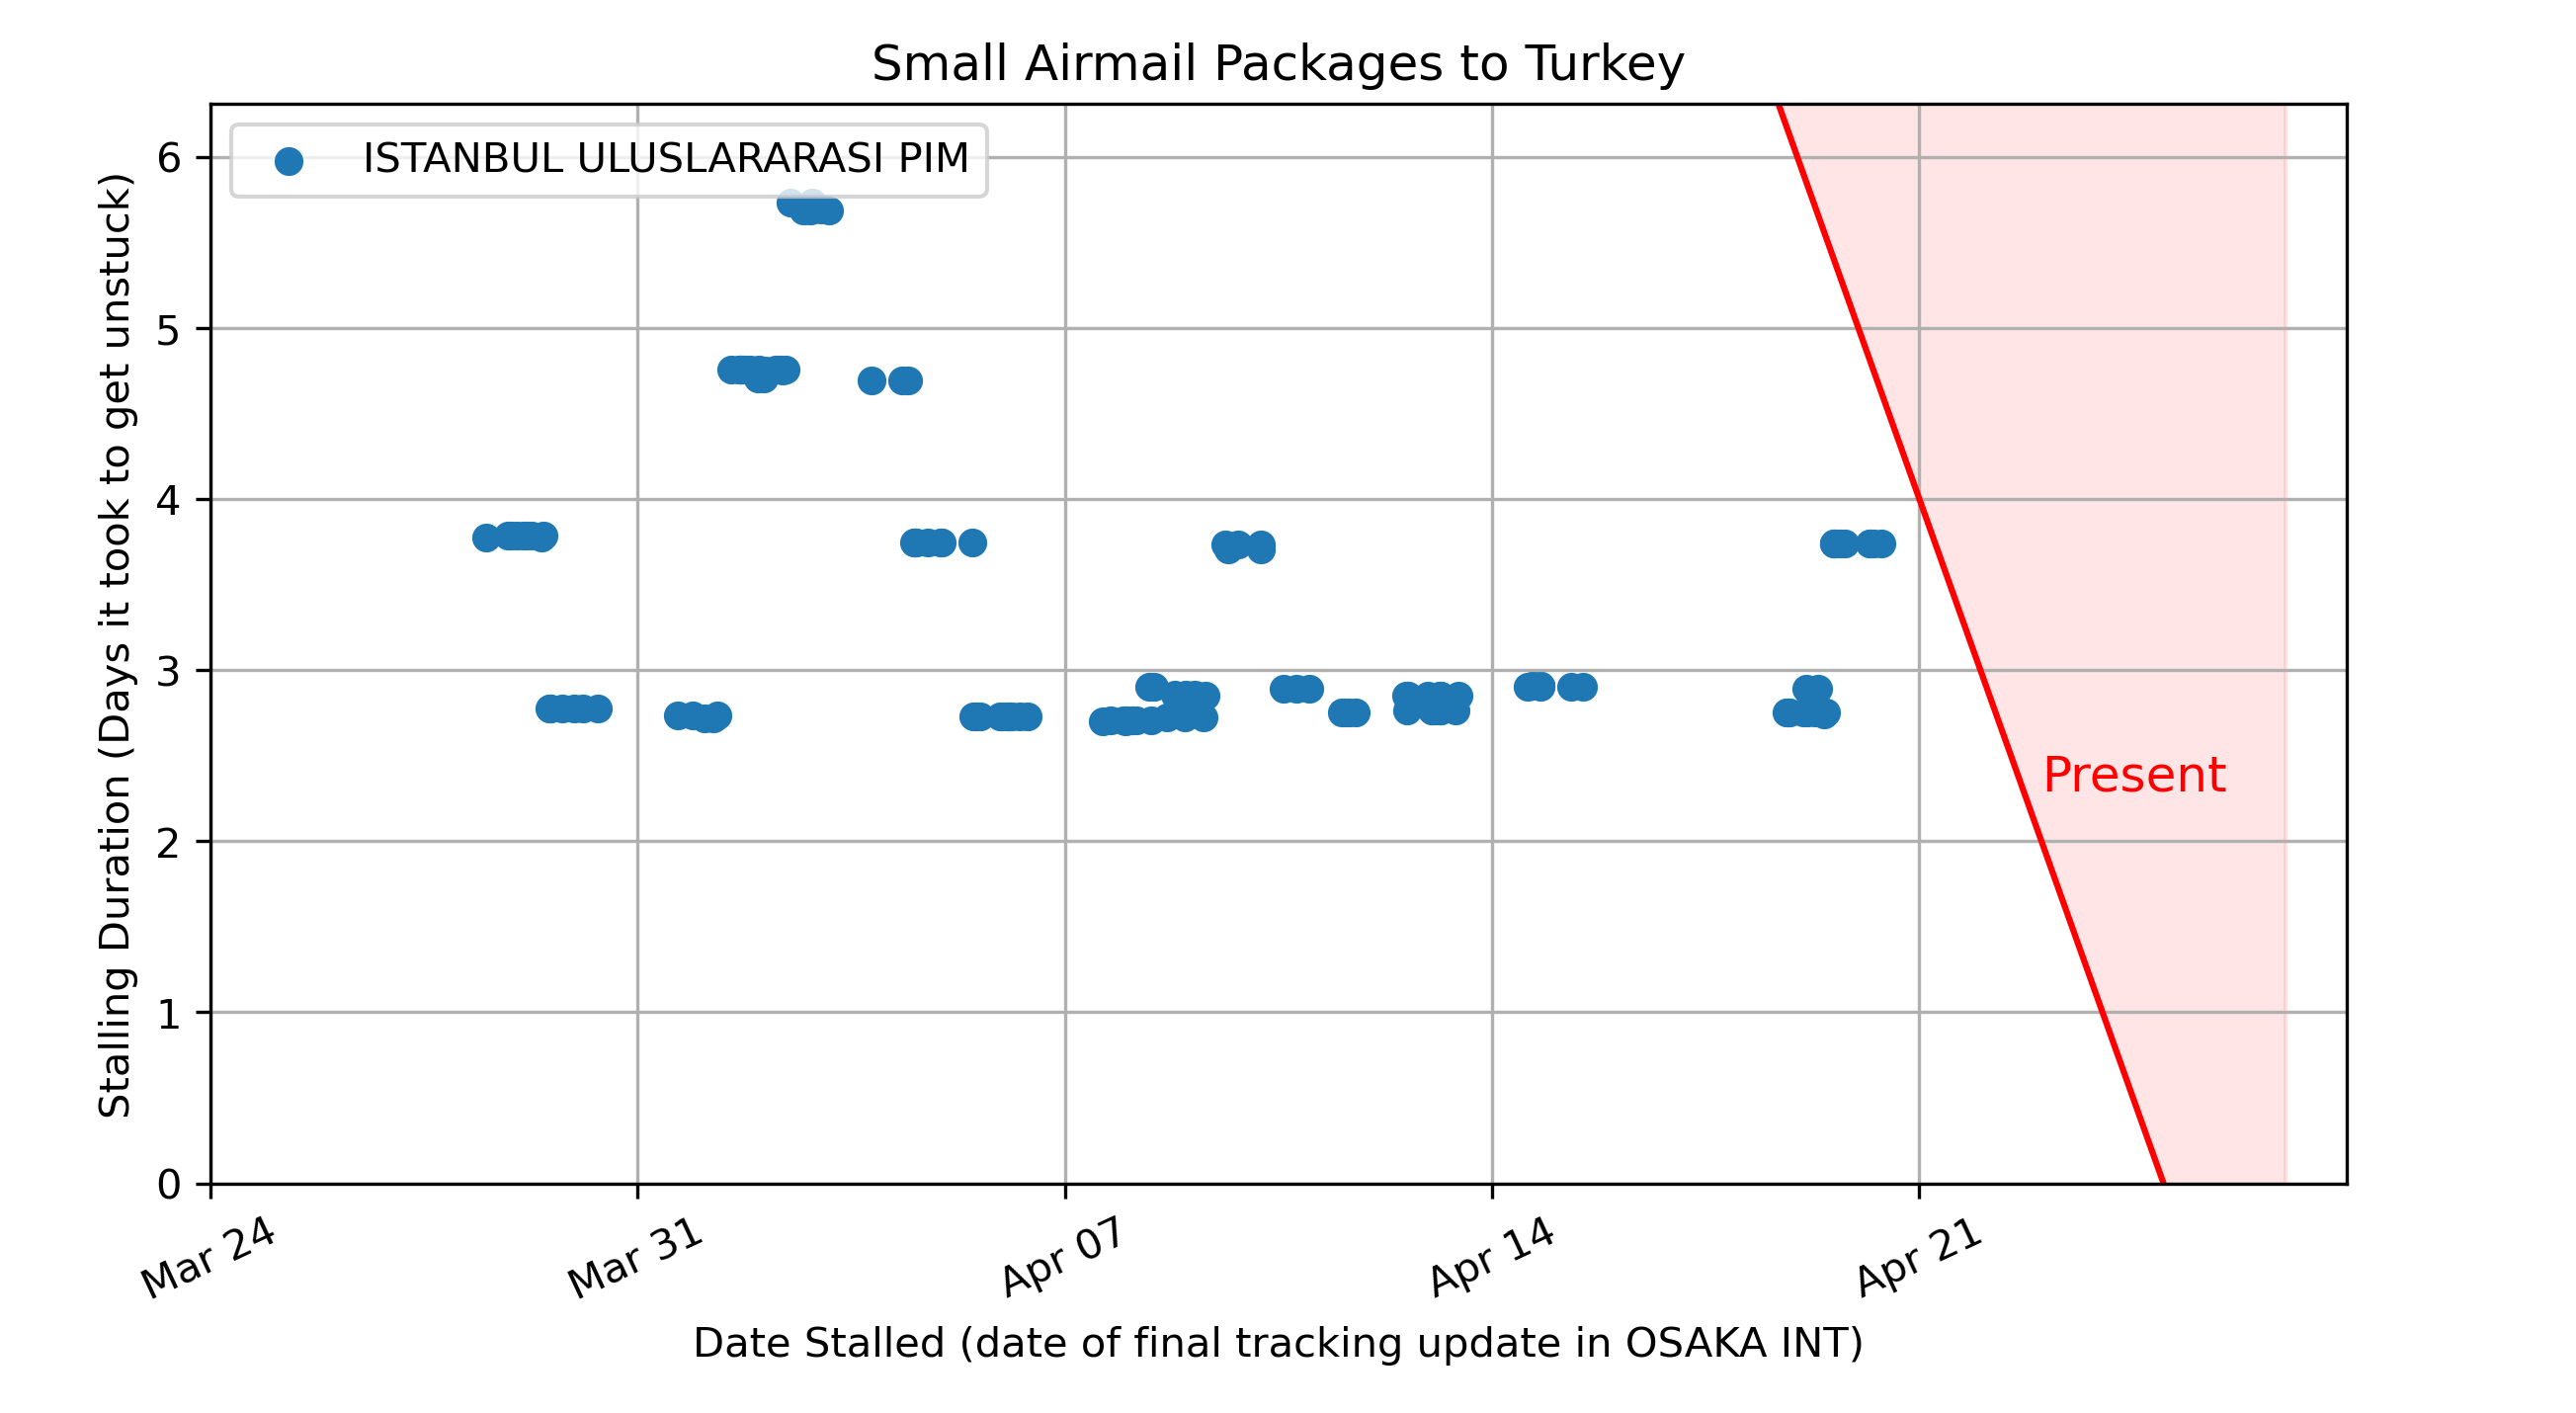 Small Airmail Packages to Turkey
ISTANBUL ULUSLARARASI PIM
Stalling Duration (Days it took to get unstuck)
6
5
4
3
2
1
0
Present
Mar 24
Mar 31
Apr 07
Apr 14
Apr 21
Date Stalled (date of final tracking update in OSAKA INT)